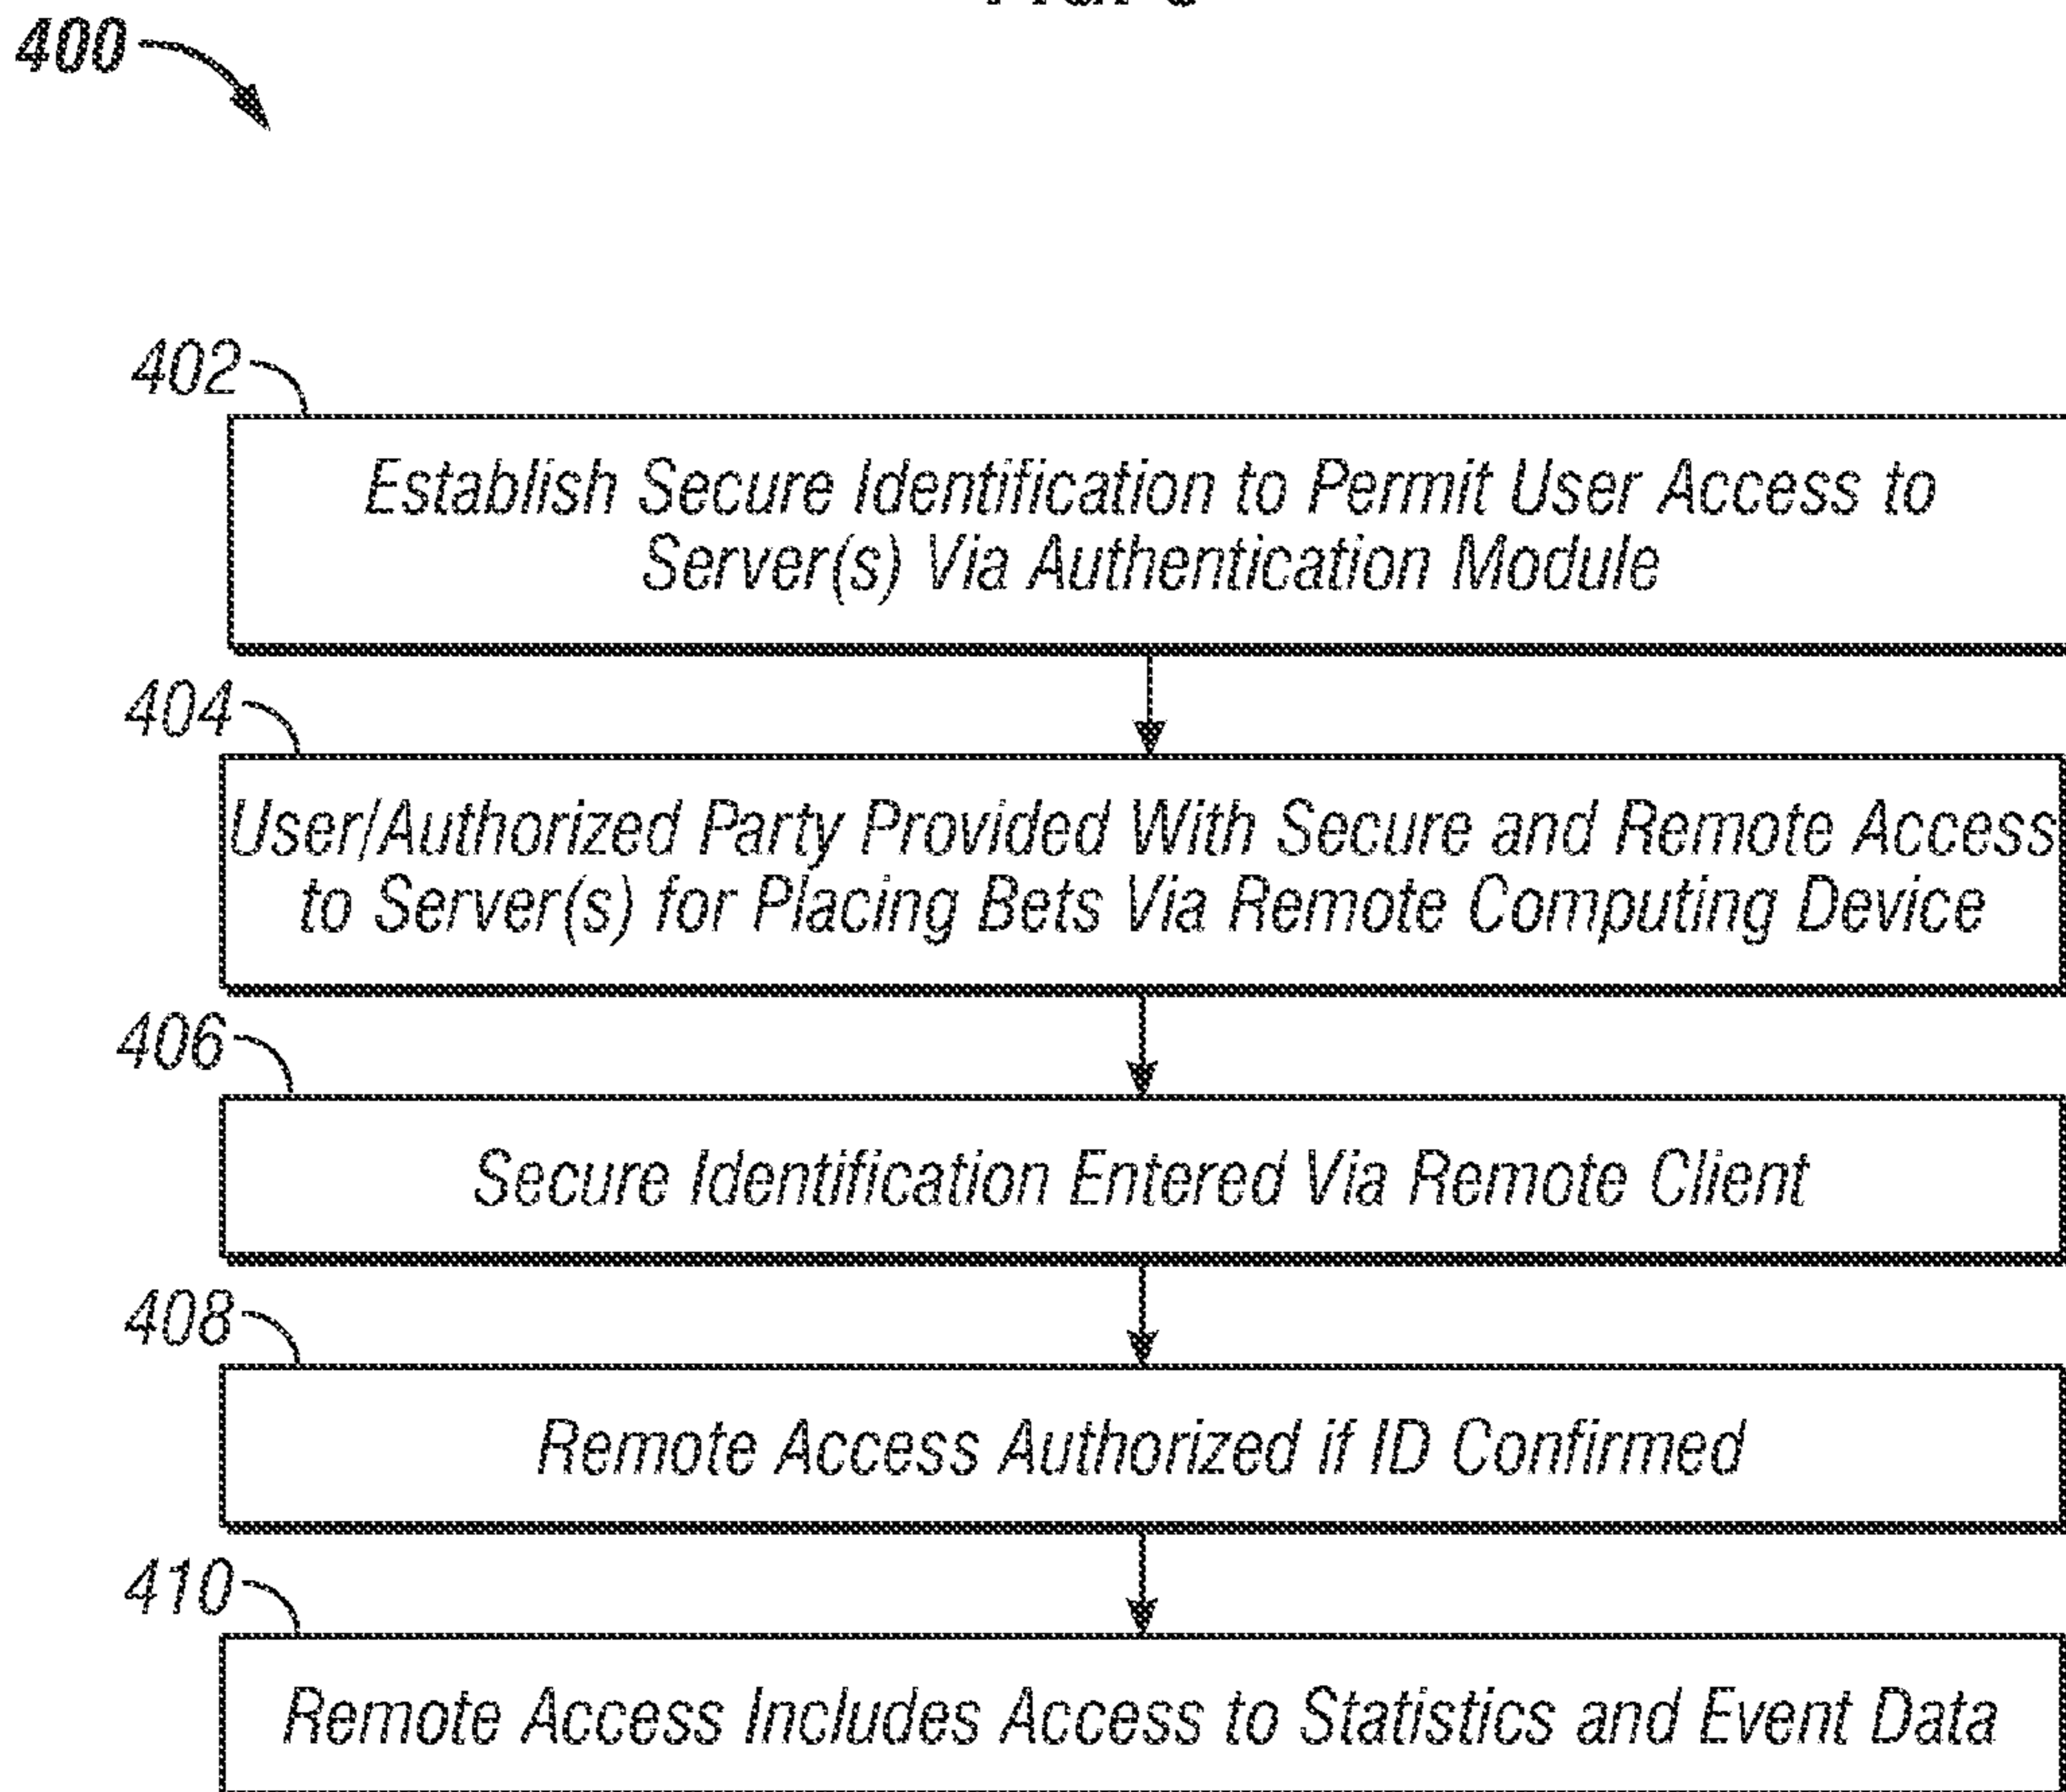 400
402
Establish Secure Identification to Permit User Access to
Server(s) Via Authentication Module
404
User/Authorized Party Provided With Secure and Remote Access
to Server(s) for Placing Bets Via Remote Computing Device
406
Secure Identification Entered Via Remote Client
408
Remote Access Authorized if ID Confirmed
410
Remote Access Includes Access to Statistics and Event Data